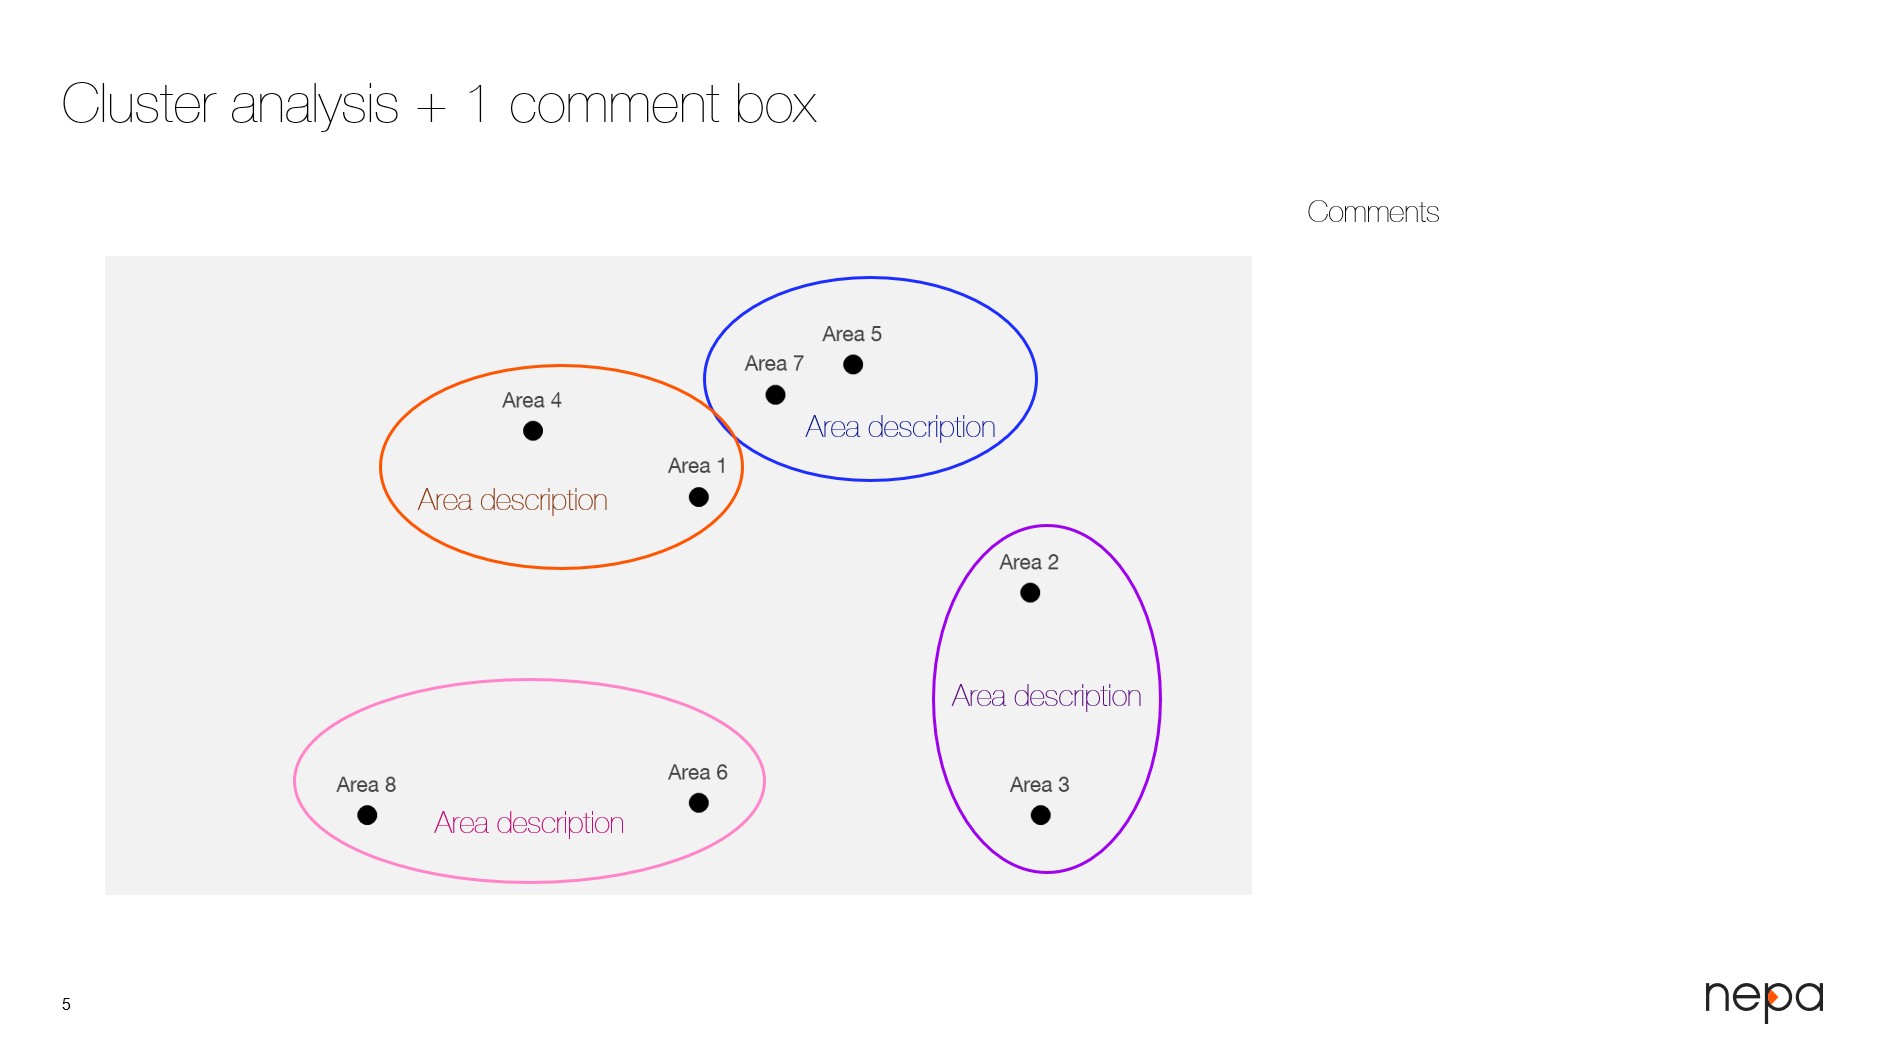 Cluster analysis + 1 comment box
Comments
Area 5
Area 7
Area description
Area 4
Area 1
Area description
Area 2
Area description
Area 3
Area 8
Area 6
Area description
5
nepa